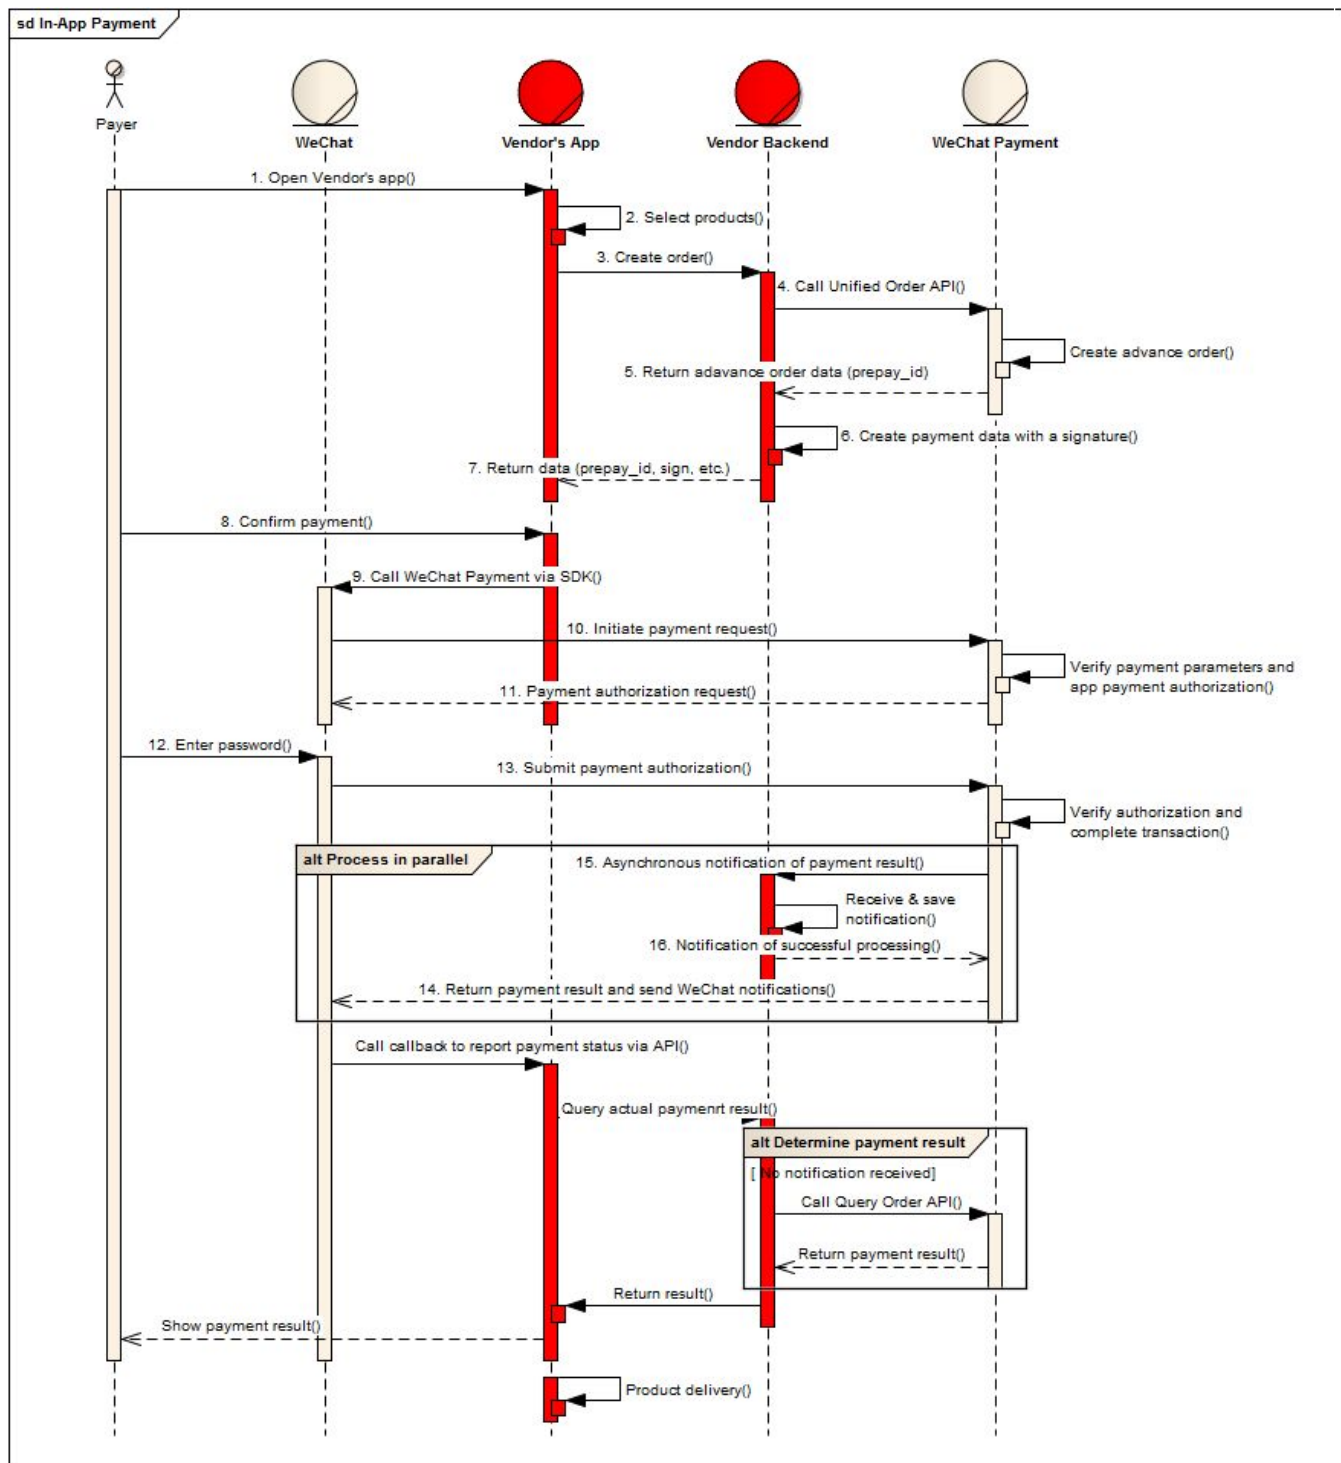 sd In-App Payment
Payer
WeChat
Vendor's App
Vendor Backend
WeChat Payment
1. Open Vendor's app()
2. Select products()
3. Create order()
4. Call Unified Order API()
Create advance order()
5. Return adavance order data (prepay_id)
6. Create payment data with a signature()
7. Return data (prepay_id, sign, etc.)
8. Confirm payment()
9. Call WeChat Payment via SDK()
10. Initiate payment request()
Verify payment parameters and
app payment authorization()
11. Payment authorization request()
12. Enter password()
13. Submit payment authorization()
Verify authorization and
complete transaction()
alt Process in parallel
15. Asynchronous notification of payment result()
Receive & save
notification()
16. Notification of successful processing()
14. Return payment result and send WeChat notifications()
Call callback to report payment status via API()
Query actual paymenrt result()
alt Determine payment result
[ No notification received]
Call Query Order API()
Return payment result()
Return result()
Show payment result()
Product delivery()